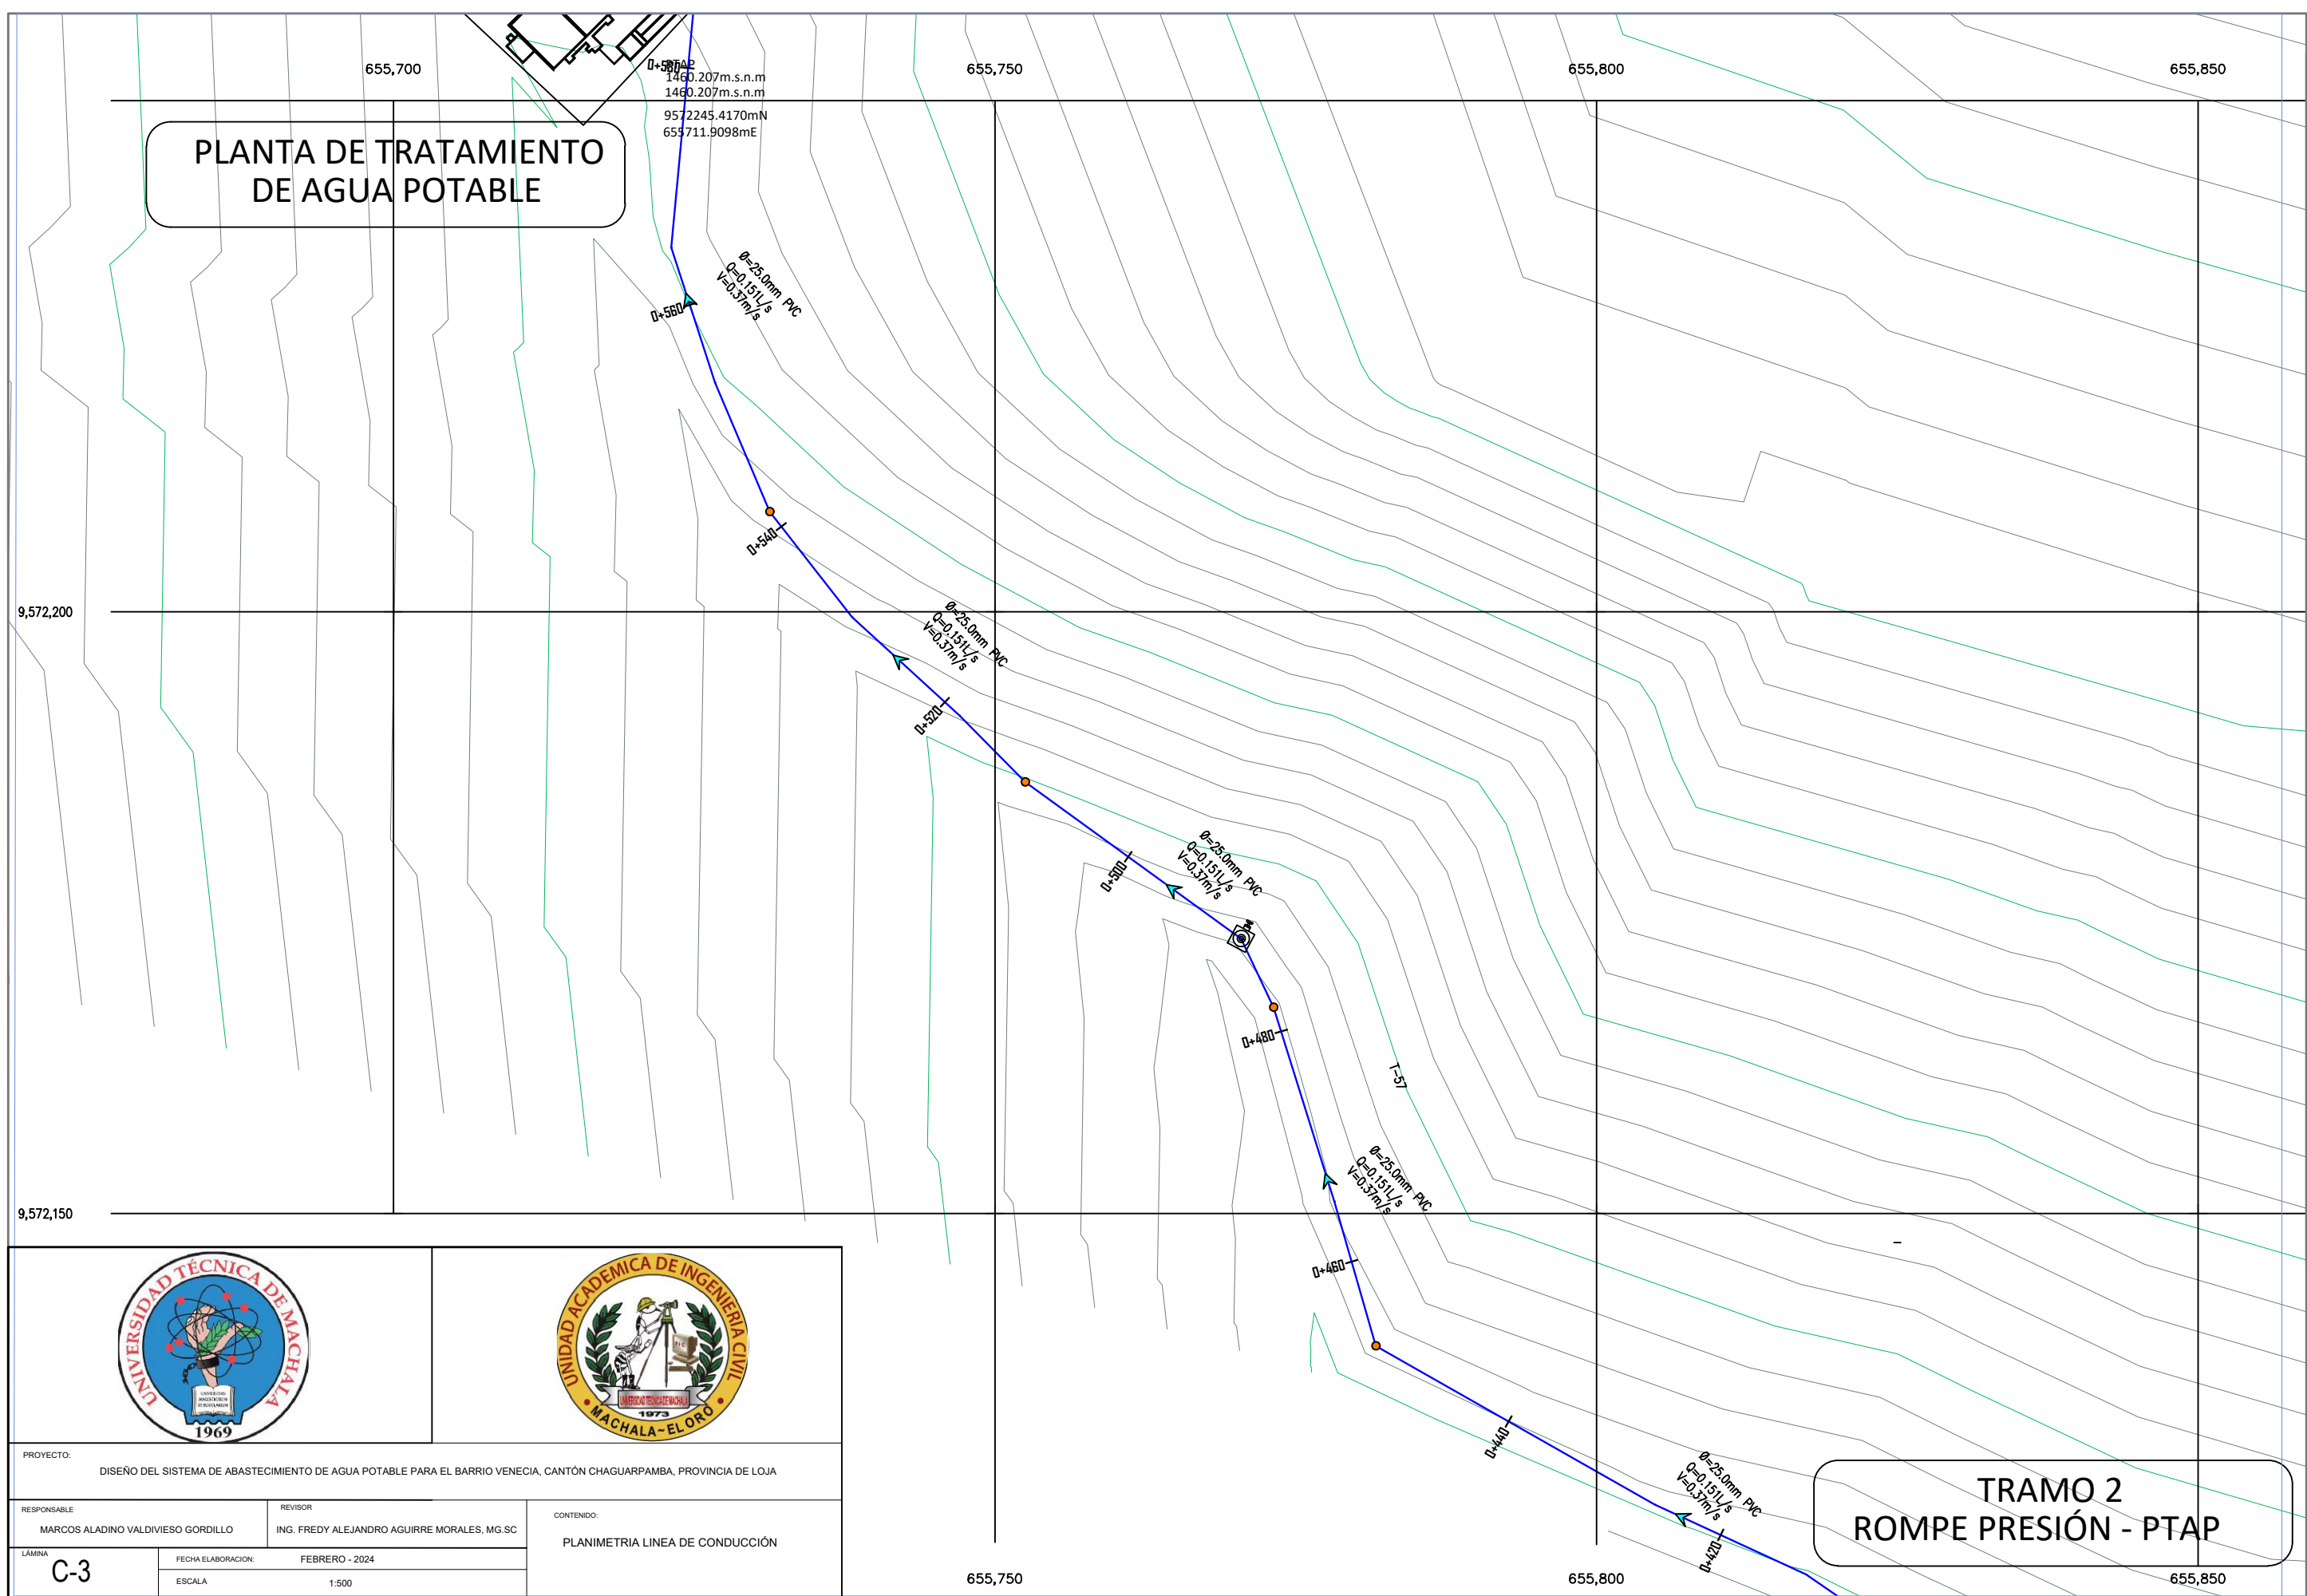 655,700
655,750
655,800
655,850
0+580
PTAP
1460.207m.s.n.m
1460.207m.s.n.m
9572245.4170mN
655711.9098mE
PLANTA DE TRATAMIENTO
DE AGUA POTABLE
Ø=25.0mm PVC
Q=0.151L/s
V=0.37m/s
0+560
0+540
9,572,200
Ø=25.0mm PVC
Q=0.151L/s
V=0.37m/s
0+520
Ø=25.0mm PVC
Q=0.151L/s
V=0.37m/s
0+500
0+480
T-57
Ø=25.0mm PVC
Q=0.151L/s
V=0.37m/s
9,572,150
0+460
0+440
Ø=25.0mm PVC
Q=0.151L/s
V=0.37m/s
0+420
TRAMO 2
ROMPE PRESIÓN - PTAP
655,750
655,800
655,850
UNIVERSIDAD TÉCNICA DE MACHALA
1969
UNIDAD ACADEMICA DE INGENIERIA CIVIL
UNIVERSIDAD TECNICA DE MACHALA
1973
MACHALA-EL ORO
PROYECTO:
DISEÑO DEL SISTEMA DE ABASTECIMIENTO DE AGUA POTABLE PARA EL BARRIO VENECIA, CANTÓN CHAGUARPAMBA, PROVINCIA DE LOJA
RESPONSABLE
MARCOS ALADINO VALDIVIESO GORDILLO
REVISOR
ING. FREDY ALEJANDRO AGUIRRE MORALES, MG.SC
CONTENIDO:
PLANIMETRIA LINEA DE CONDUCCIÓN
LÁMINA
C-3
FECHA ELABORACION:
FEBRERO - 2024
ESCALA
1:500